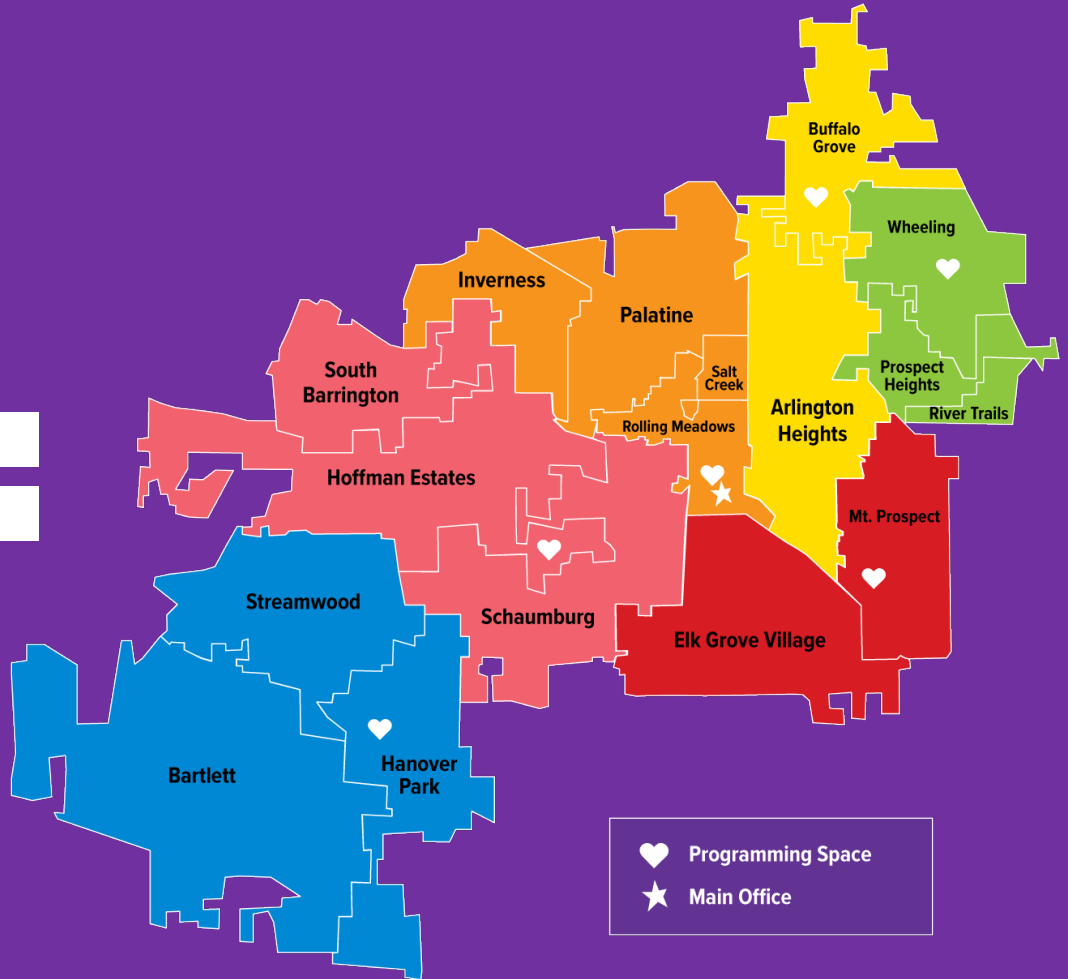 Buffalo
Grove
Wheeling
Inverness
Palatine
South
Barrington
Salt
Creek
Prospect
Heights
Arlington
Heights
River Trails
Rolling Meadows
Hoffman Estates
Mt. Prospect
Streamwood
Schaumburg
Elk Grove Village
Bartlett
Hanover
Park
Programming Space
Main Office